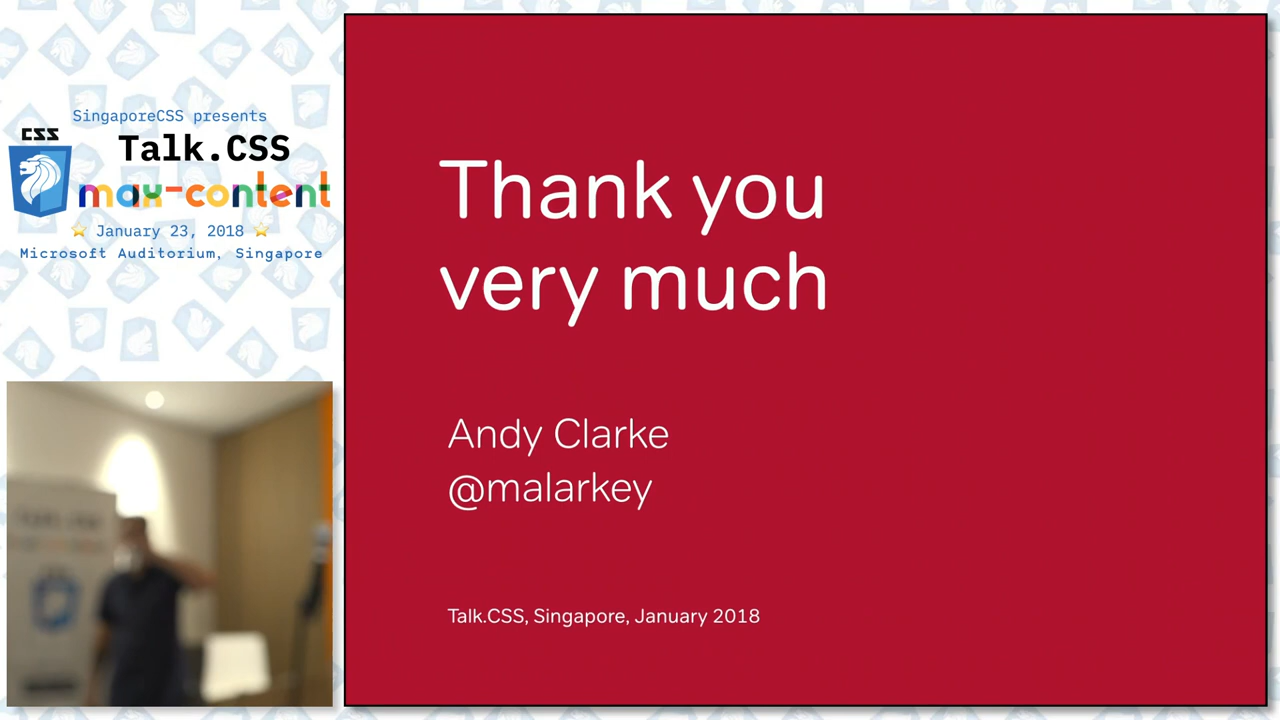 SingaporeCSS presents
CSS
Talk.CSS
max-content
⭐ January 23, 2018 ⭐
Microsoft Auditorium, Singapore
Thank you
very much
Andy Clarke
@malarkey
Talk.CSS, Singapore, January 2018